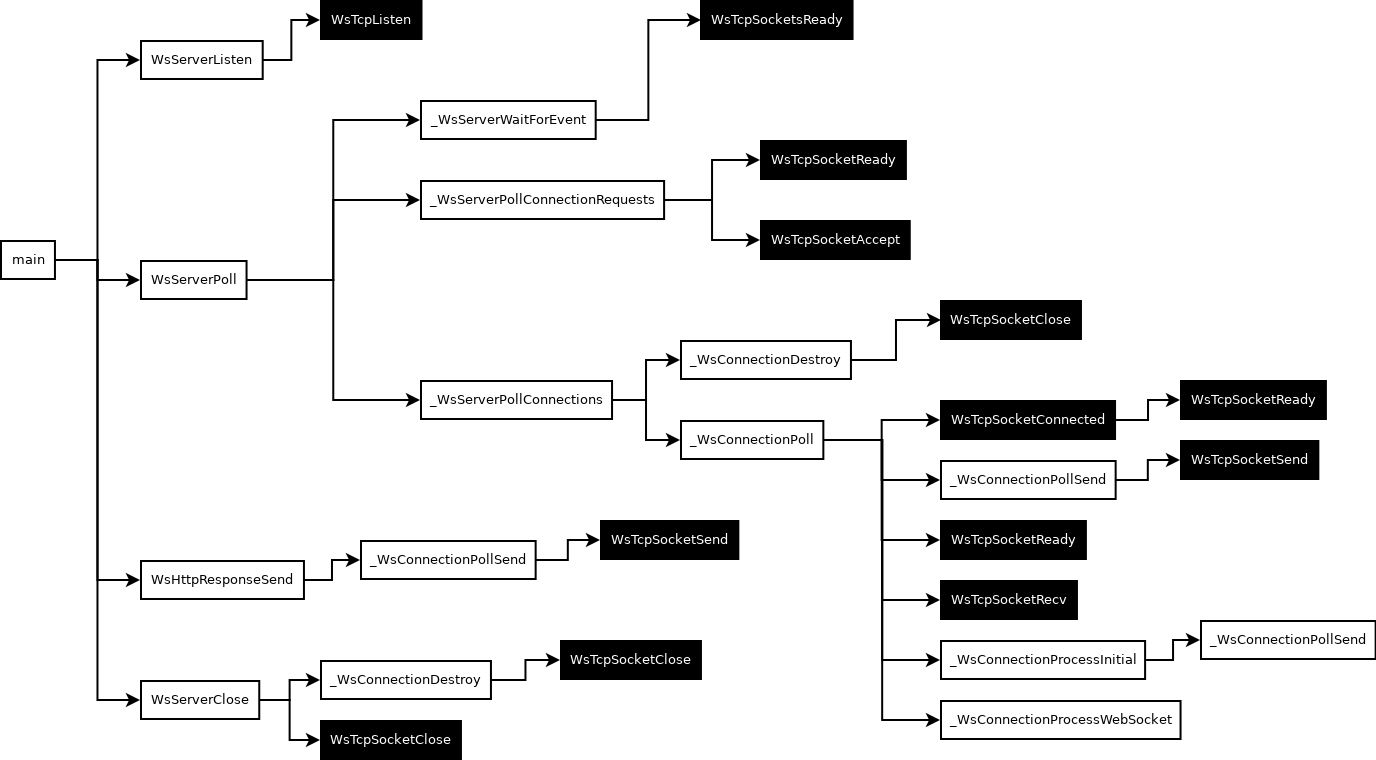 WsTcpListen
WsTcpSocketsReady
WsServerListen
_WsServerWaitForEvent
WsTcpSocketReady
_WsServerPollConnectionRequests
WsTcpSocketAccept
main
WsServerPoll
WsTcpSocketClose
_WsConnectionDestroy
_WsServerPollConnections
WsTcpSocketReady
WsTcpSocketConnected
_WsConnectionPoll
WsTcpSocketSend
_WsConnectionPollSend
WsTcpSocketSend
WsTcpSocketReady
_WsConnectionPollSend
WsHttpResponseSend
WsTcpSocketRecv
_WsConnectionPollSend
WsTcpSocketClose
_WsConnectionProcessInitial
_WsConnectionDestroy
WsServerClose
_WsConnectionProcessWebSocket
WsTcpSocketClose